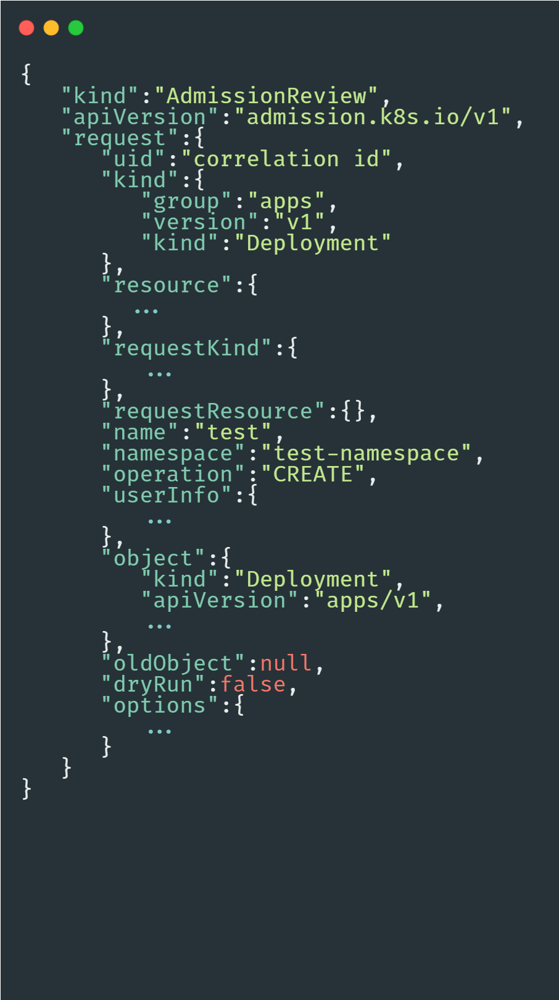 {
   "kind":"AdmissionReview",
   "apiVersion":"admission.k8s.io/v1",
   "request":{
      "uid":"correlation id",
      "kind":{
         "group":"apps",
         "version":"v1",
         "kind":"Deployment"
      },
      "resource":{
        ...
      },
      "requestKind":{
         ...
      },
      "requestResource":{},
      "name":"test",
      "namespace":"test-namespace",
      "operation":"CREATE",
      "userInfo":{
         ...
      },
      "object":{
         "kind":"Deployment",
         "apiVersion":"apps/v1",
         ...
      },
      "oldObject":null,
      "dryRun":false,
      "options":{
         ...
      }
   }
}